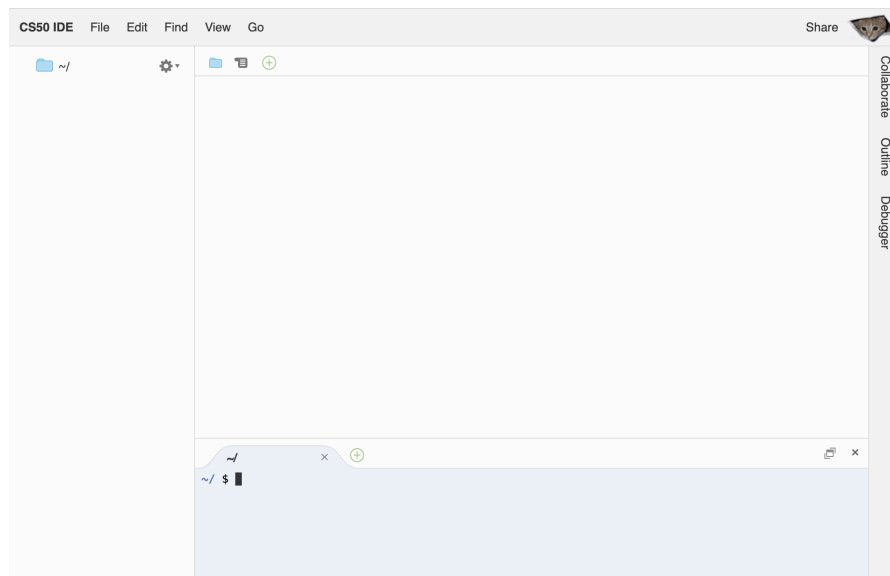 CS50 IDE File Edit Find View Go Share
~/
Collaborate
Outline
Debugger
~/
~/ $